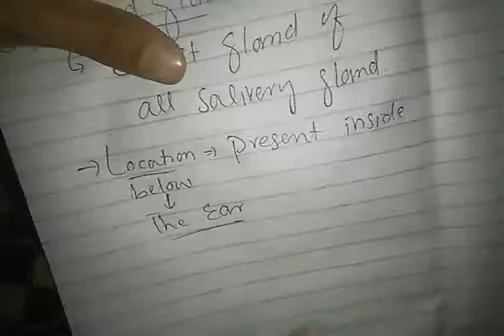 gland of
all salivery gland.
→ Location ⇒ Present inside
below
↓
the Ear